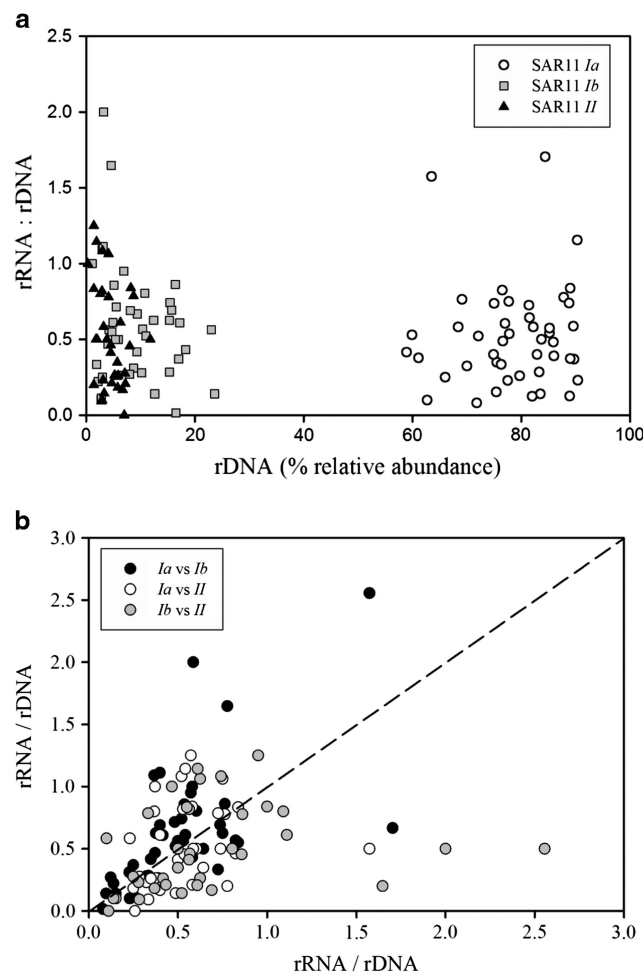 a
2.5
2.0
1.5
1.0
0.5
0.0
rRNA : rDNA
SAR11 Ia
SAR11 Ib
SAR11 II
0 20 40 60 80 100
rDNA (% relative abundance)
b
3.0
2.5
2.0
1.5
1.0
0.5
0.0
rRNA / rDNA
Ia vs Ib
Ia vs II
Ib vs II
0.0 0.5 1.0 1.5 2.0 2.5 3.0
rRNA / rDNA